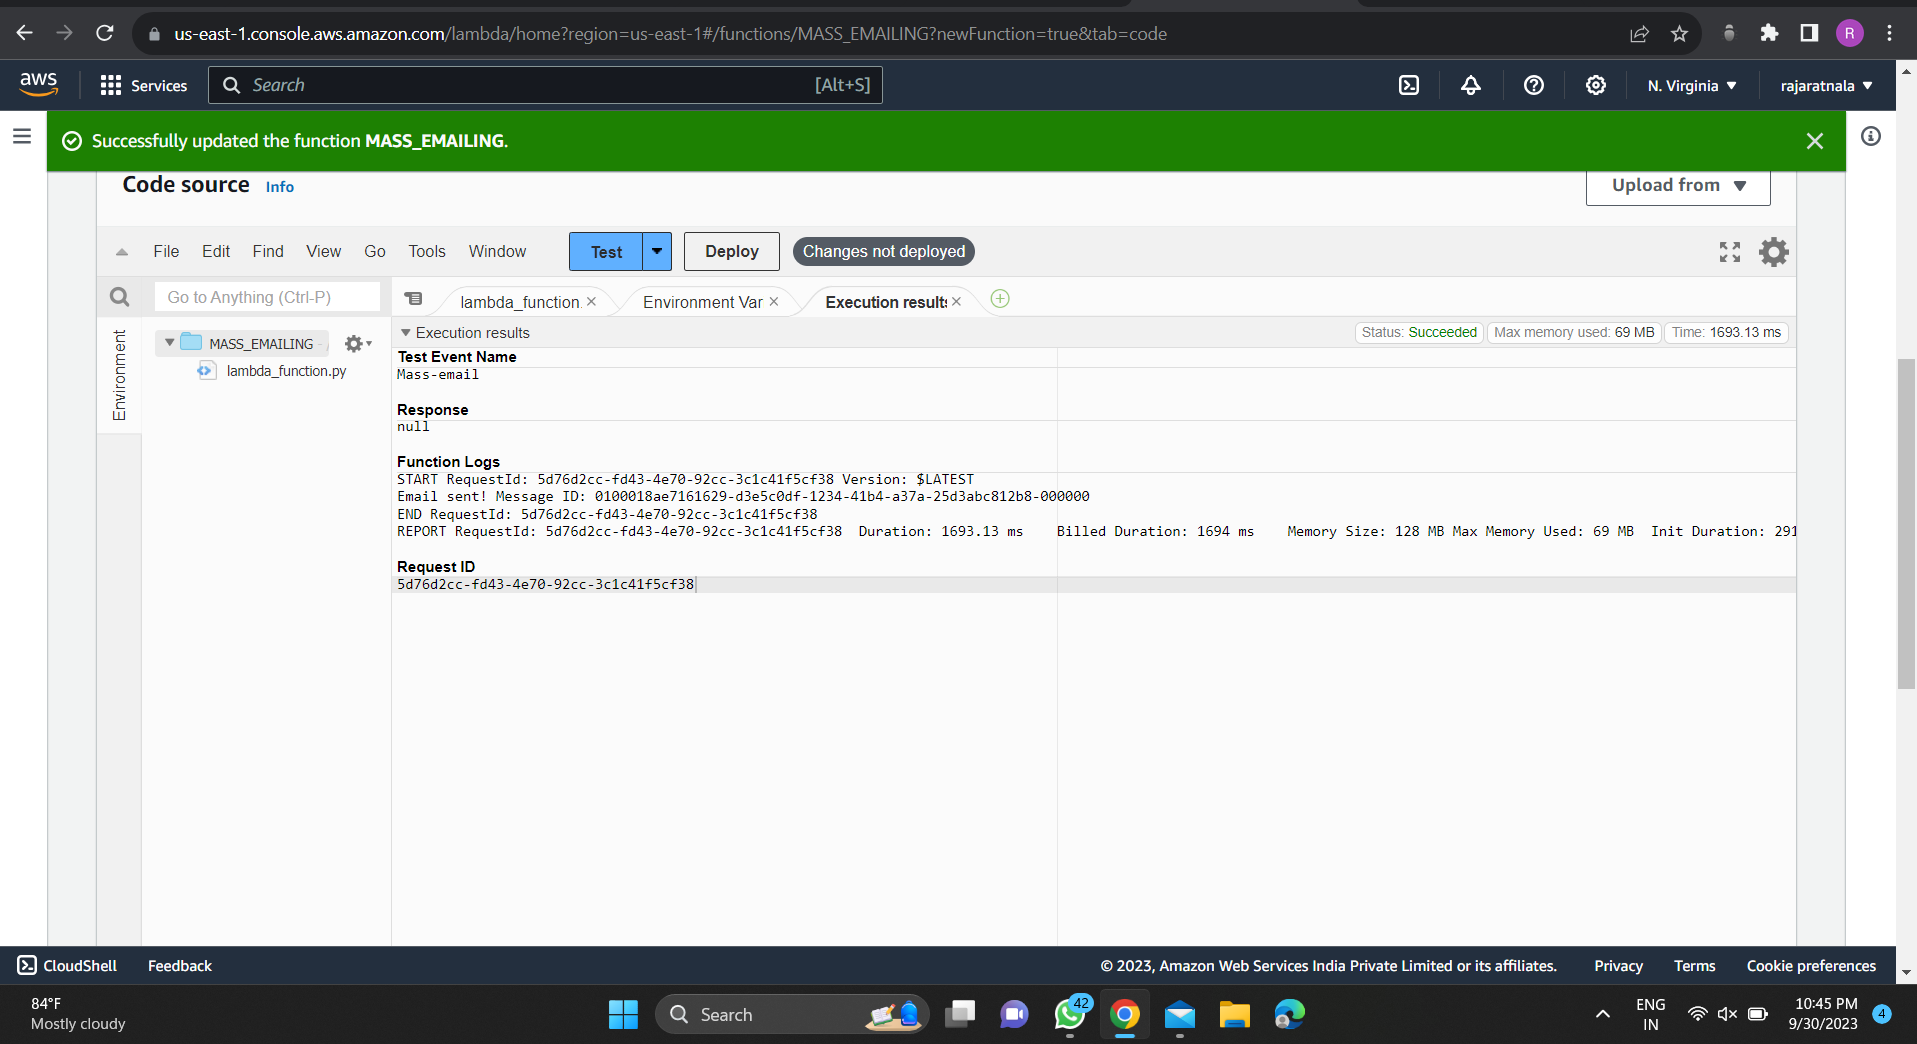 us-east-1.console.aws.amazon.com/lambda/home?region=us-east-1#/functions/MASS_EMAILING?newFunction=true&tab=code
R
aws
Services
Search
[Alt+S]
N. Virginia
rajaratnala
Successfully updated the function MASS_EMAILING.
Code source Info
Upload from
File Edit Find View Go Tools Window
Test
Deploy
Changes not deployed
Go to Anything (Ctrl-P)
lambda_function.
Environment Var
Execution results
Environment
MASS_EMAILING -
lambda_function.py
Execution results
Status: Succeeded
Max memory used: 69 MB
Time: 1693.13 ms
Test Event Name
Mass-email
Response
null
Function Logs
START RequestId: 5d76d2cc-fd43-4e70-92cc-3c1c41f5cf38 Version: $LATEST
Email sent! Message ID: 0100018ae7161629-d3e5c0df-1234-41b4-a37a-25d3abc812b8-000000
END RequestId: 5d76d2cc-fd43-4e70-92cc-3c1c41f5cf38
REPORT RequestId: 5d76d2cc-fd43-4e70-92cc-3c1c41f5cf38 Duration: 1693.13 ms Billed Duration: 1694 ms Memory Size: 128 MB Max Memory Used: 69 MB Init Duration: 291
Request ID
5d76d2cc-fd43-4e70-92cc-3c1c41f5cf38
CloudShell
Feedback
© 2023, Amazon Web Services India Private Limited or its affiliates.
Privacy
Terms
Cookie preferences
84°F
Mostly cloudy
Search
42
ENG
IN
10:45 PM
9/30/2023
4